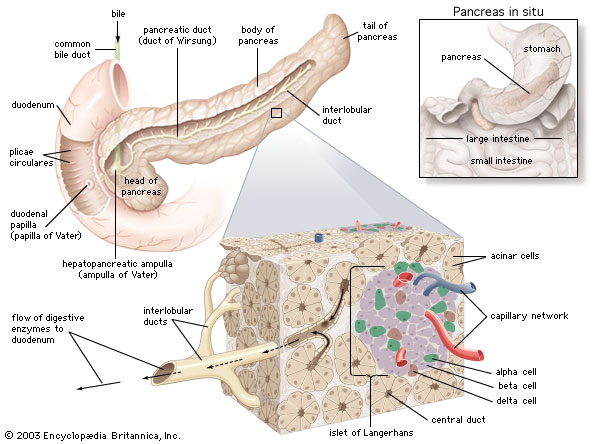 bile
common
bile duct
pancreatic duct
(duct of Wirsung)
body of
pancreas
tail of
pancreas
duodenum
interlobular
duct
plicae
circulares
head of
pancreas
duodenal
papilla
(papilla of Vater)
hepatopancreatic ampulla
(ampulla of Vater)
Pancreas in situ
stomach
pancreas
large intestine
small intestine
acinar cells
flow of digestive
enzymes to
duodenum
interlobular
ducts
capillary network
alpha cell
beta cell
delta cell
central duct
islet of Langerhans
© 2003 Encyclopædia Britannica, Inc.